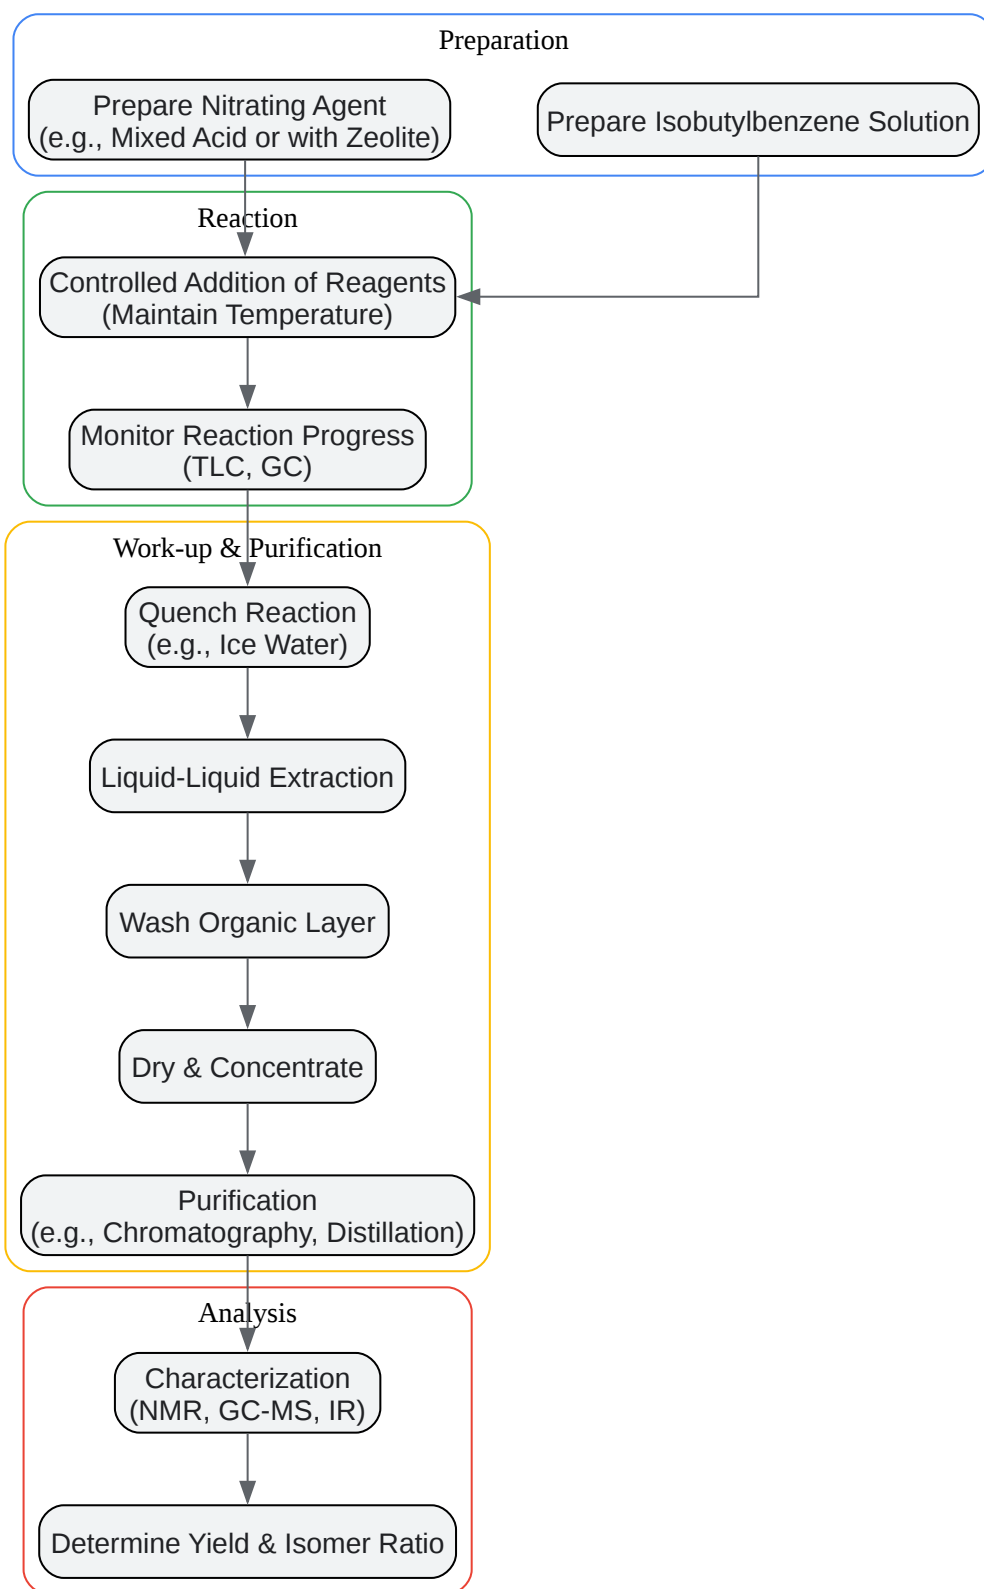 Preparation
Prepare Nitrating Agent
(e.g., Mixed Acid or with Zeolite)
Prepare Isobutylbenzene Solution
Reaction
Controlled Addition of Reagents
(Maintain Temperature)
Monitor Reaction Progress
(TLC, GC)
Work-up & Purification
Quench Reaction
(e.g., Ice Water)
Liquid-Liquid Extraction
Wash Organic Layer
Dry & Concentrate
Purification
(e.g., Chromatography, Distillation)
Analysis
Characterization
(NMR, GC-MS, IR)
Determine Yield & Isomer Ratio